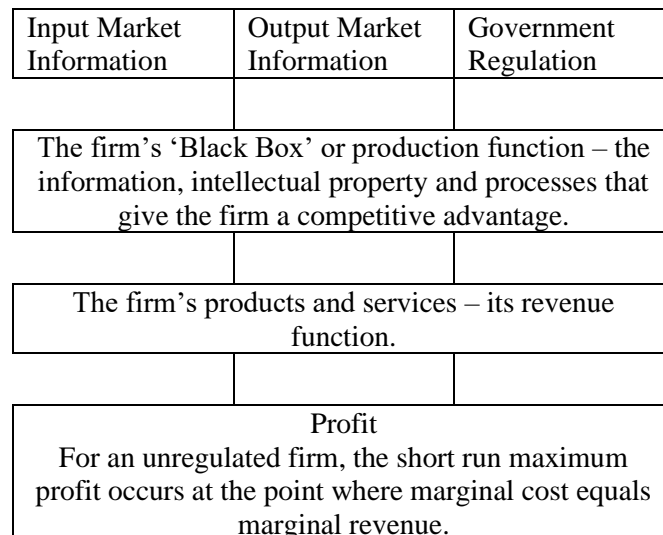 Input Market
Information
Output Market
Information
Government
Regulation
The firm’s ‘Black Box’ or production function – the
information, intellectual property and processes that
give the firm a competitive advantage.
The firm’s products and services – its revenue
function.
Profit
For an unregulated firm, the short run maximum
profit occurs at the point where marginal cost equals
marginal revenue.